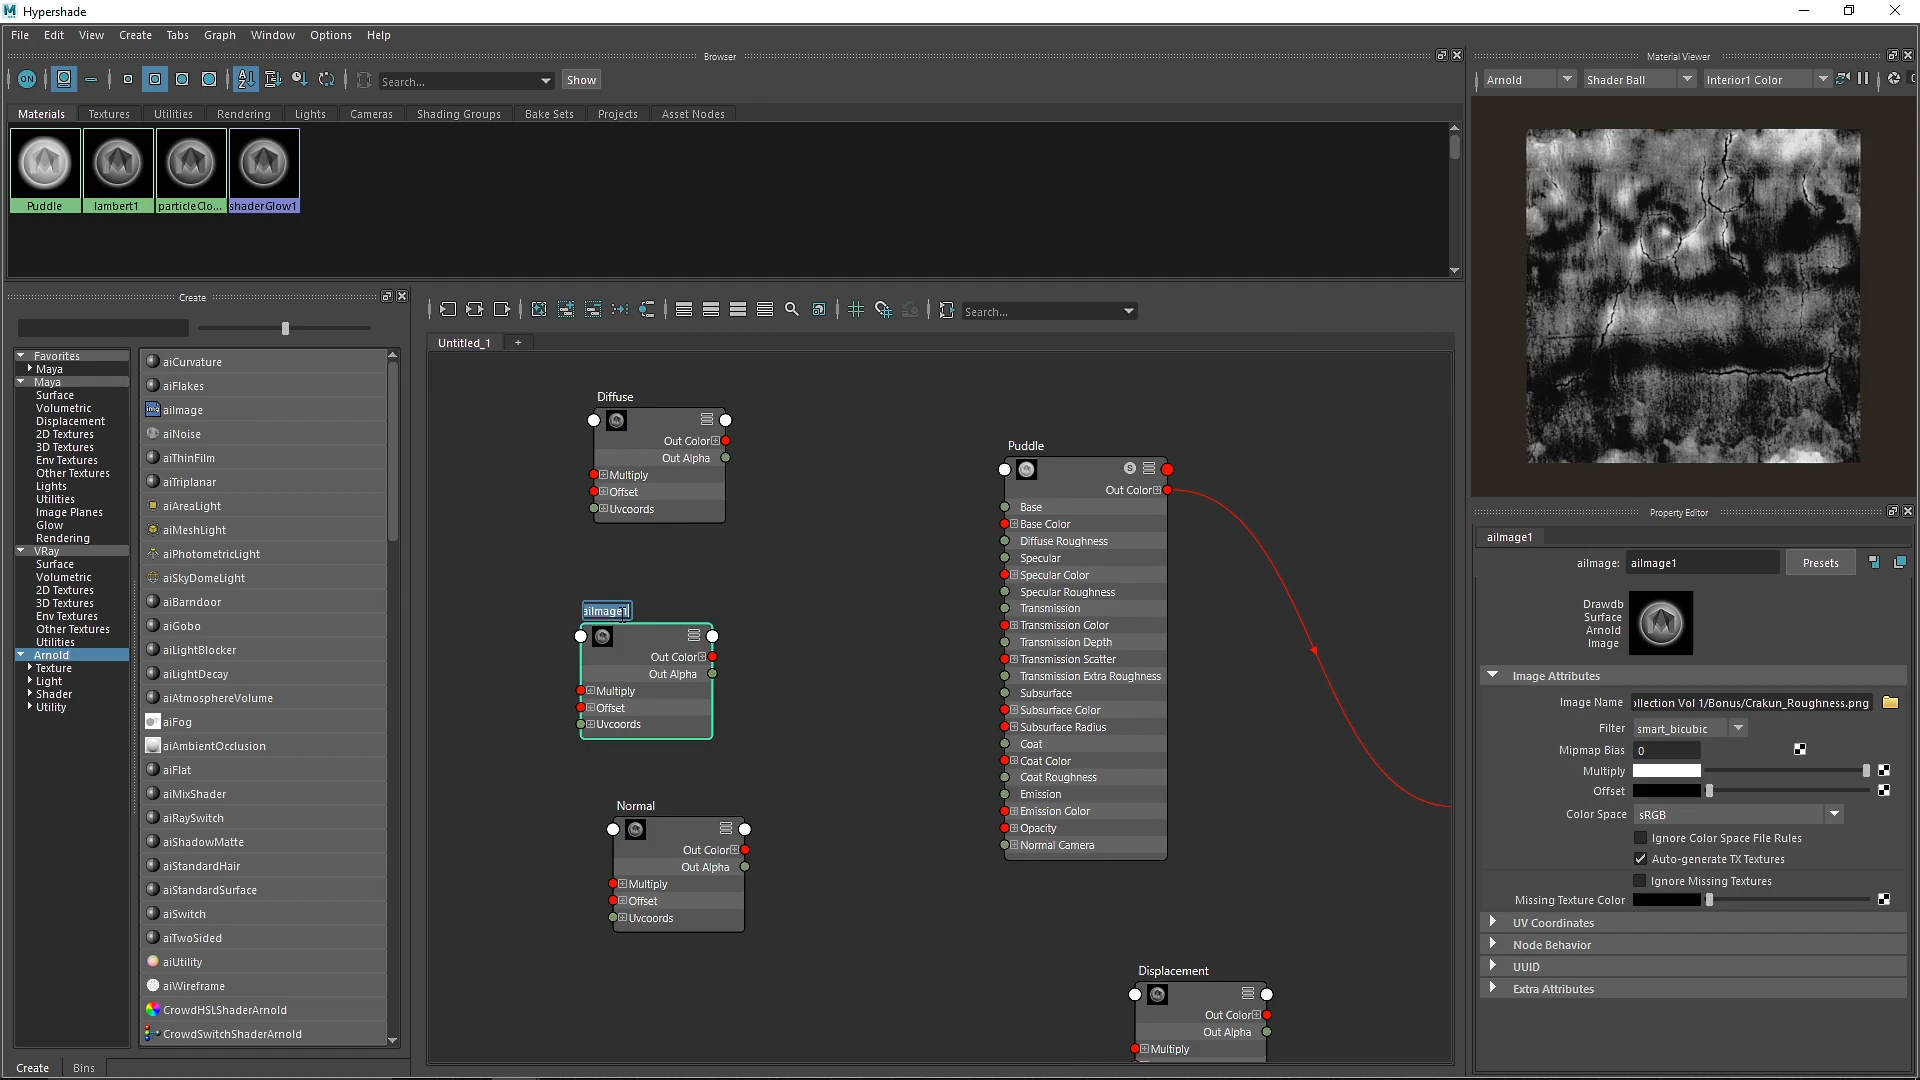 Hypershade
File Edit View Create Tabs Graph Window Options Help
Browser
ON
Search...
Show
Materials Textures Utilities Rendering Lights Cameras Shading Groups Bake Sets Projects Asset Nodes
Puddle lambert1 particleClo... shaderGlow1
Material Viewer
Arnold Shader Ball Interior1 Color
Create
Favorites
Maya
Maya
Surface
Volumetric
Displacement
2D Textures
3D Textures
Env Textures
Other Textures
Lights
Utilities
Image Planes
Glow
Rendering
VRay
Surface
Volumetric
2D Textures
3D Textures
Env Textures
Other Textures
Utilities
Arnold
Texture
Light
Shader
Utility
aiCurvature
aiFlakes
aiImage
aiNoise
aiThinFilm
aiTriplanar
aiAreaLight
aiMeshLight
aiPhotometricLight
aiSkyDomeLight
aiBarndoor
aiGobo
aiLightBlocker
aiLightDecay
aiAtmosphereVolume
aiFog
aiAmbientOcclusion
aiFlat
aiMixShader
aiRaySwitch
aiShadowMatte
aiStandardHair
aiStandardSurface
aiSwitch
aiTwoSided
aiUtility
aiWireframe
CrowdHSLShaderArnold
CrowdSwitchShaderArnold
Create Bins
Search...
Untitled_1 +
Diffuse
Out Color
Out Alpha
Multiply
Offset
Uvcoords
aiImage1
Out Color
Out Alpha
Multiply
Offset
Uvcoords
Normal
Out Color
Out Alpha
Multiply
Offset
Uvcoords
Puddle
S
Out Color
Base
Base Color
Diffuse Roughness
Specular
Specular Color
Specular Roughness
Transmission
Transmission Color
Transmission Depth
Transmission Scatter
Transmission Extra Roughness
Subsurface
Subsurface Color
Subsurface Radius
Coat
Coat Color
Coat Roughness
Emission
Emission Color
Opacity
Normal Camera
Displacement
Out Color
Out Alpha
Multiply
Property Editor
aiImage1
aiImage: aiImage1 Presets
Drawdb
Surface
Arnold
Image
Image Attributes
Image Name ollection Vol 1/Bonus/Crakun_Roughness.png
Filter smart_bicubic
Mipmap Bias 0
Multiply
Offset
Color Space sRGB
Ignore Color Space File Rules
Auto-generate TX Textures
Ignore Missing Textures
Missing Texture Color
UV Coordinates
Node Behavior
UUID
Extra Attributes